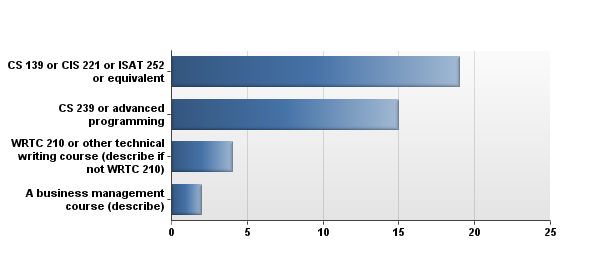 CS 139 or CIS 221 or ISAT 252
or equivalent
CS 239 or advanced
programming
WRTC 210 or other technical
writing course (describe if
not WRTC 210)
A business management
course (describe)
0 5 10 15 20 25